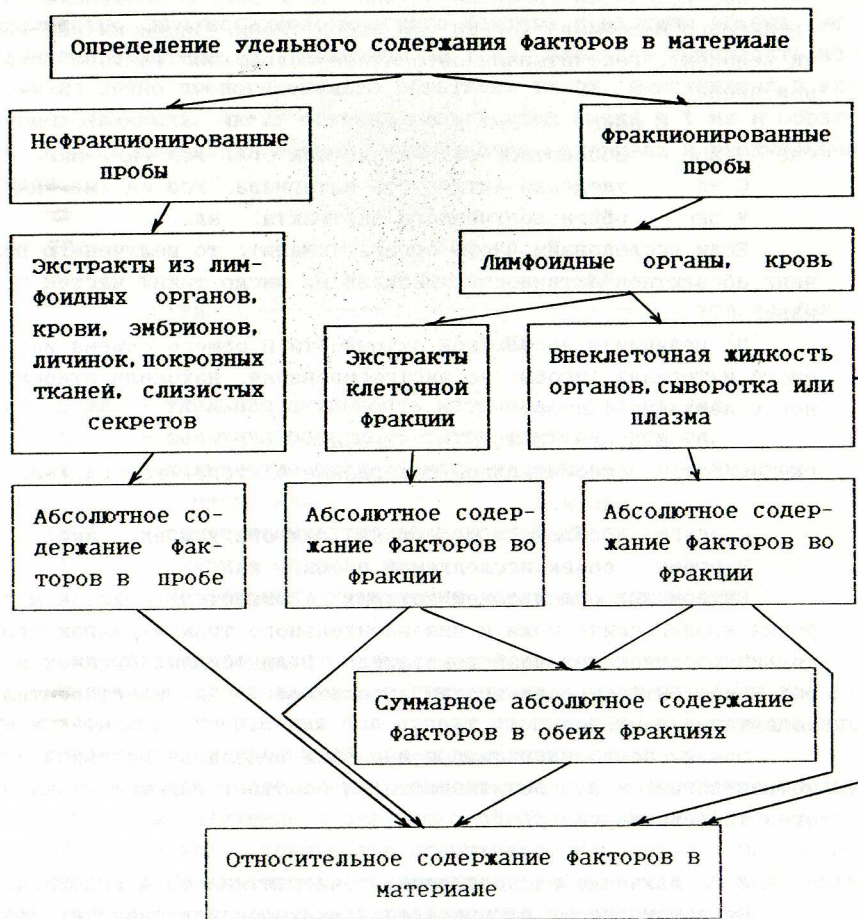 Определение удельного содержания факторов в материале
Нефракционированные
пробы
Фракционированные
пробы
Экстракты из лим-
фоидных органов,
крови, эмбрионов,
личинок, покровных
тканей, слизистых
секретов
Лимфоидные органы, кровь
Экстракты
клеточной
фракции
Внеклеточная жидкость
органов, сыворотка или
плазма
Абсолютное со-
держание фак-
торов в пробе
Абсолютное содер-
жание факторов во
фракции
Абсолютное содер-
жание факторов во
фракции
Суммарное абсолютное содержание
факторов в обеих фракциях
Относительное содержание факторов в
материале